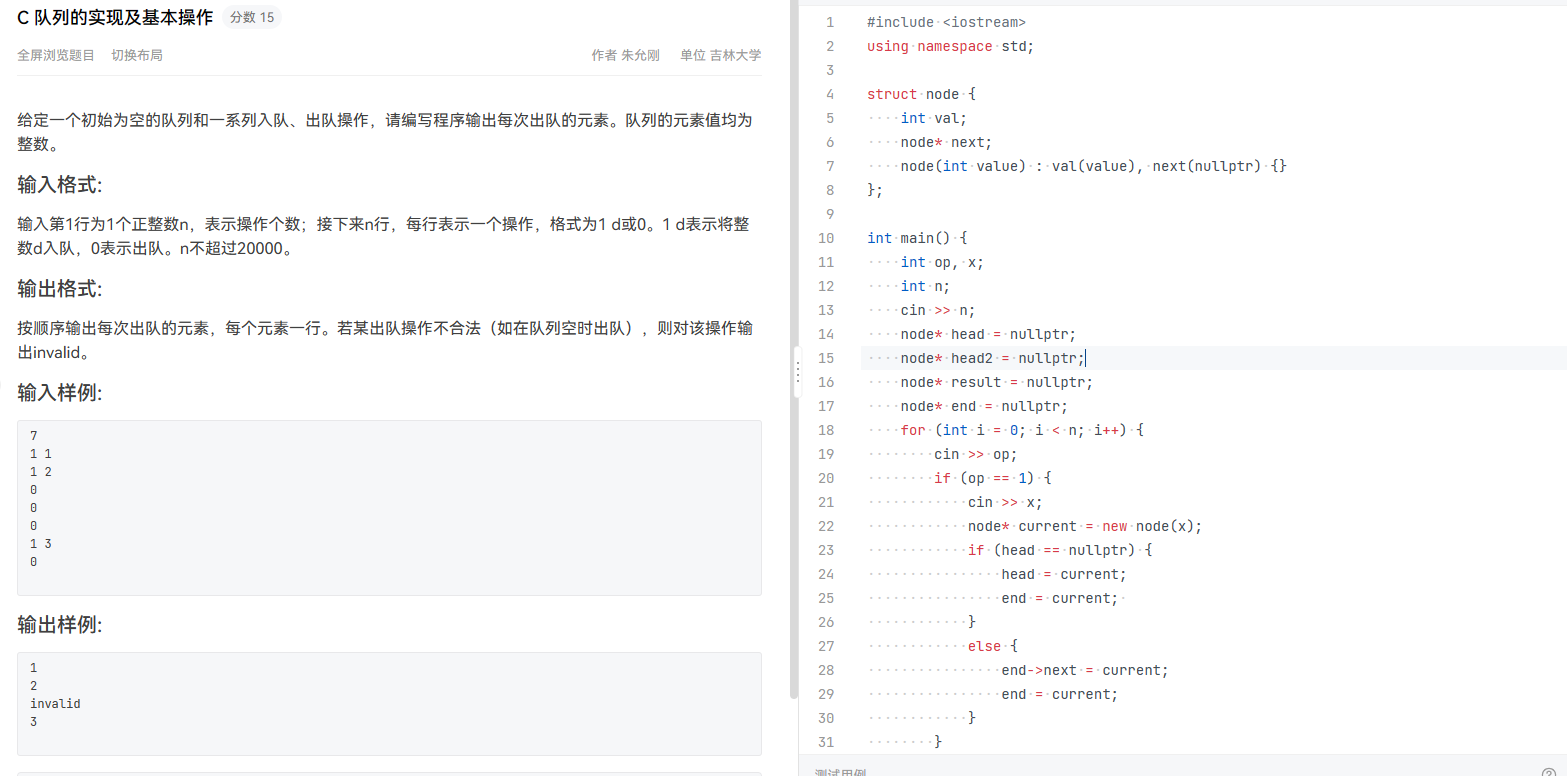 C 队列的实现及基本操作 分数 15
全屏浏览题目 切换布局 作者 朱允刚 单位 吉林大学
给定一个初始为空的队列和一系列入队、出队操作，请编写程序输出每次出队的元素。队列的元素值均为
整数。
输入格式:
输入第1行为1个正整数n，表示操作个数；接下来n行，每行表示一个操作，格式为1 d或0。1 d表示将整
数d入队，0表示出队。n不超过20000。
输出格式:
按顺序输出每次出队的元素，每个元素一行。若某出队操作不合法（如在队列空时出队），则对该操作输
出invalid。
输入样例:
7
1 1
1 2
0
0
0
1 3
0
输出样例:
1
2
invalid
3
1 #include <iostream>
2 using namespace std;
3
4 struct node {
5     int val;
6     node* next;
7     node(int value) : val(value), next(nullptr) {}
8 };
9
10 int main() {
11     int op, x;
12     int n;
13     cin >> n;
14     node* head = nullptr;
15     node* head2 = nullptr;
16     node* result = nullptr;
17     node* end = nullptr;
18     for (int i = 0; i < n; i++) {
19         cin >> op;
20         if (op == 1) {
21             cin >> x;
22             node* current = new node(x);
23             if (head == nullptr) {
24                 head = current;
25                 end = current;
26             }
27             else {
28                 end->next = current;
29                 end = current;
30             }
31         }
测试用例